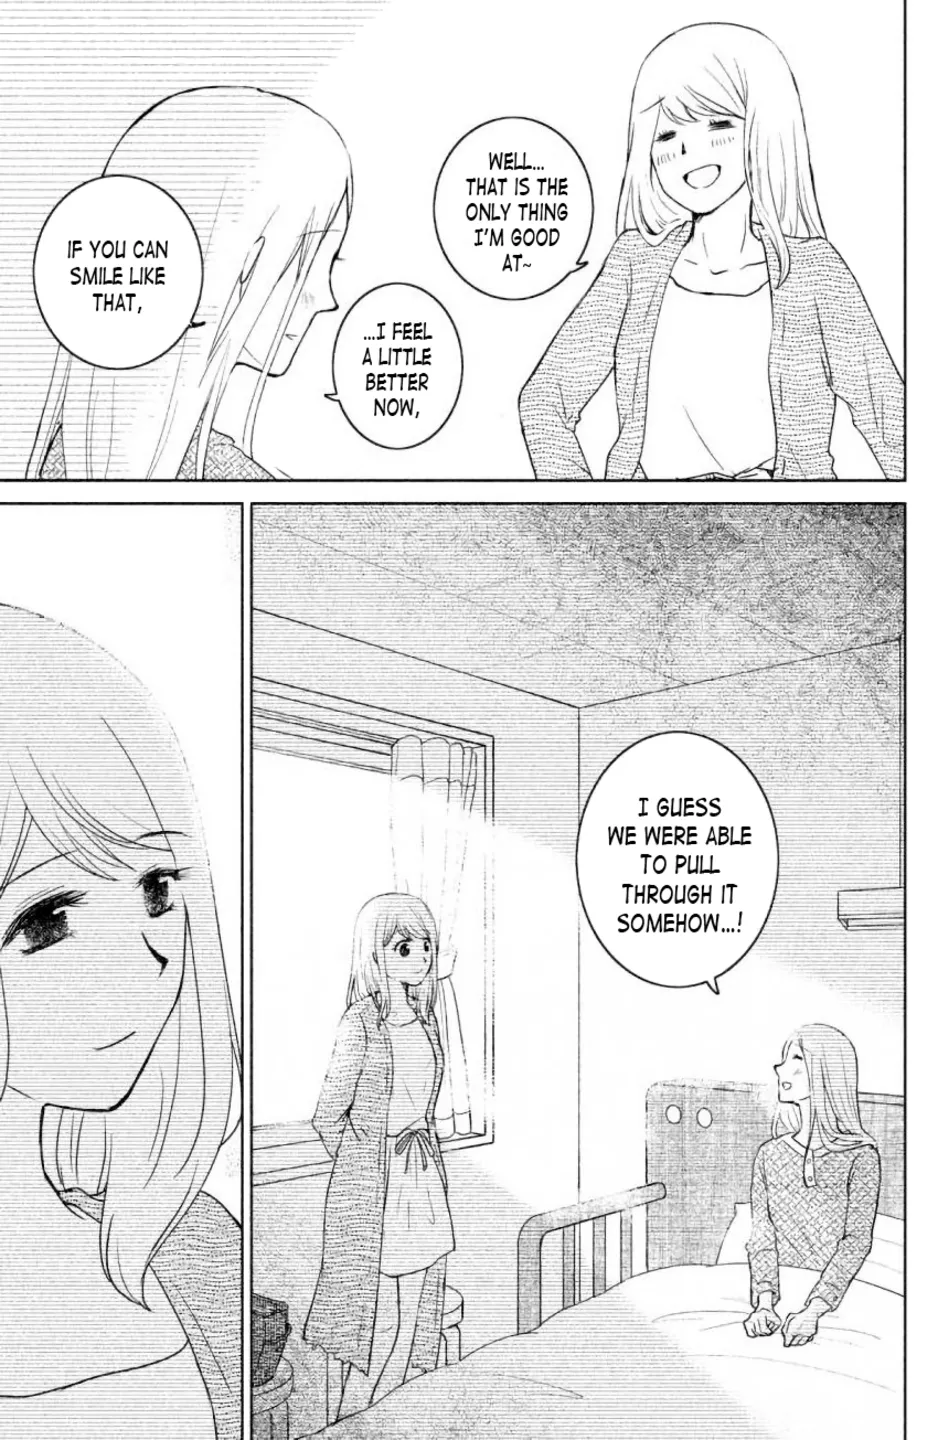 WELL...
THAT IS THE
ONLY THING
I'M GOOD
AT~
...I FEEL
A LITTLE
BETTER
NOW,
IF YOU CAN
SMILE LIKE
THAT,
I GUESS
WE WERE ABLE
TO PULL
THROUGH IT
SOMEHOW...!